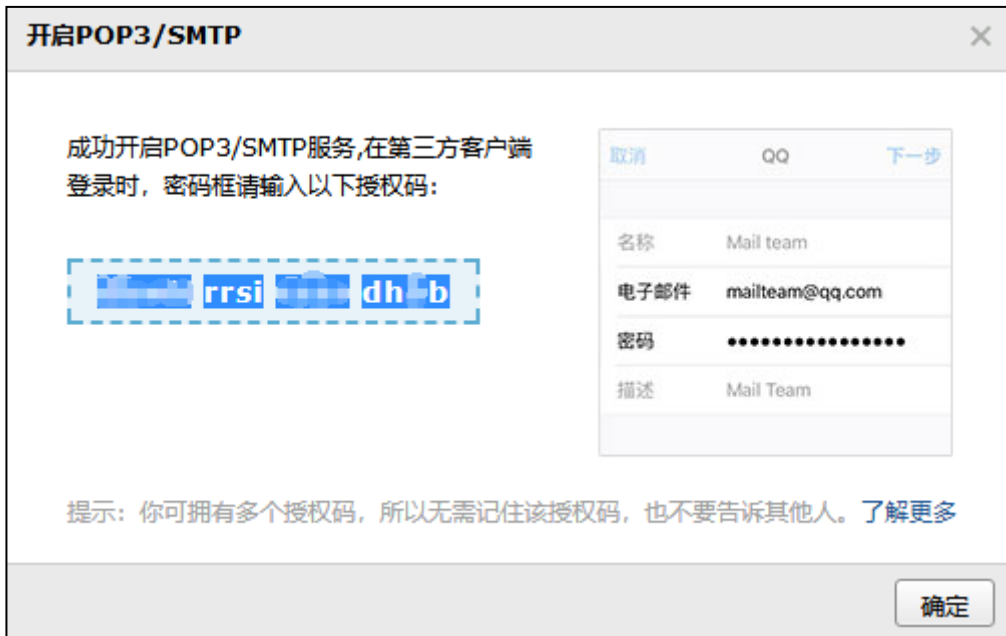 开启POP3/SMTP
成功开启POP3/SMTP服务,在第三方客户端
登录时，密码框请输入以下授权码：
rrsi
取消 QQ 下一步
名称 Mail team
电子邮件 mailteam@qq.com
密码 ●●●●●●●●●●●●●●●●
描述 Mail Team
提示：你可拥有多个授权码，所以无需记住该授权码，也不要告诉其他人。了解更多
确定